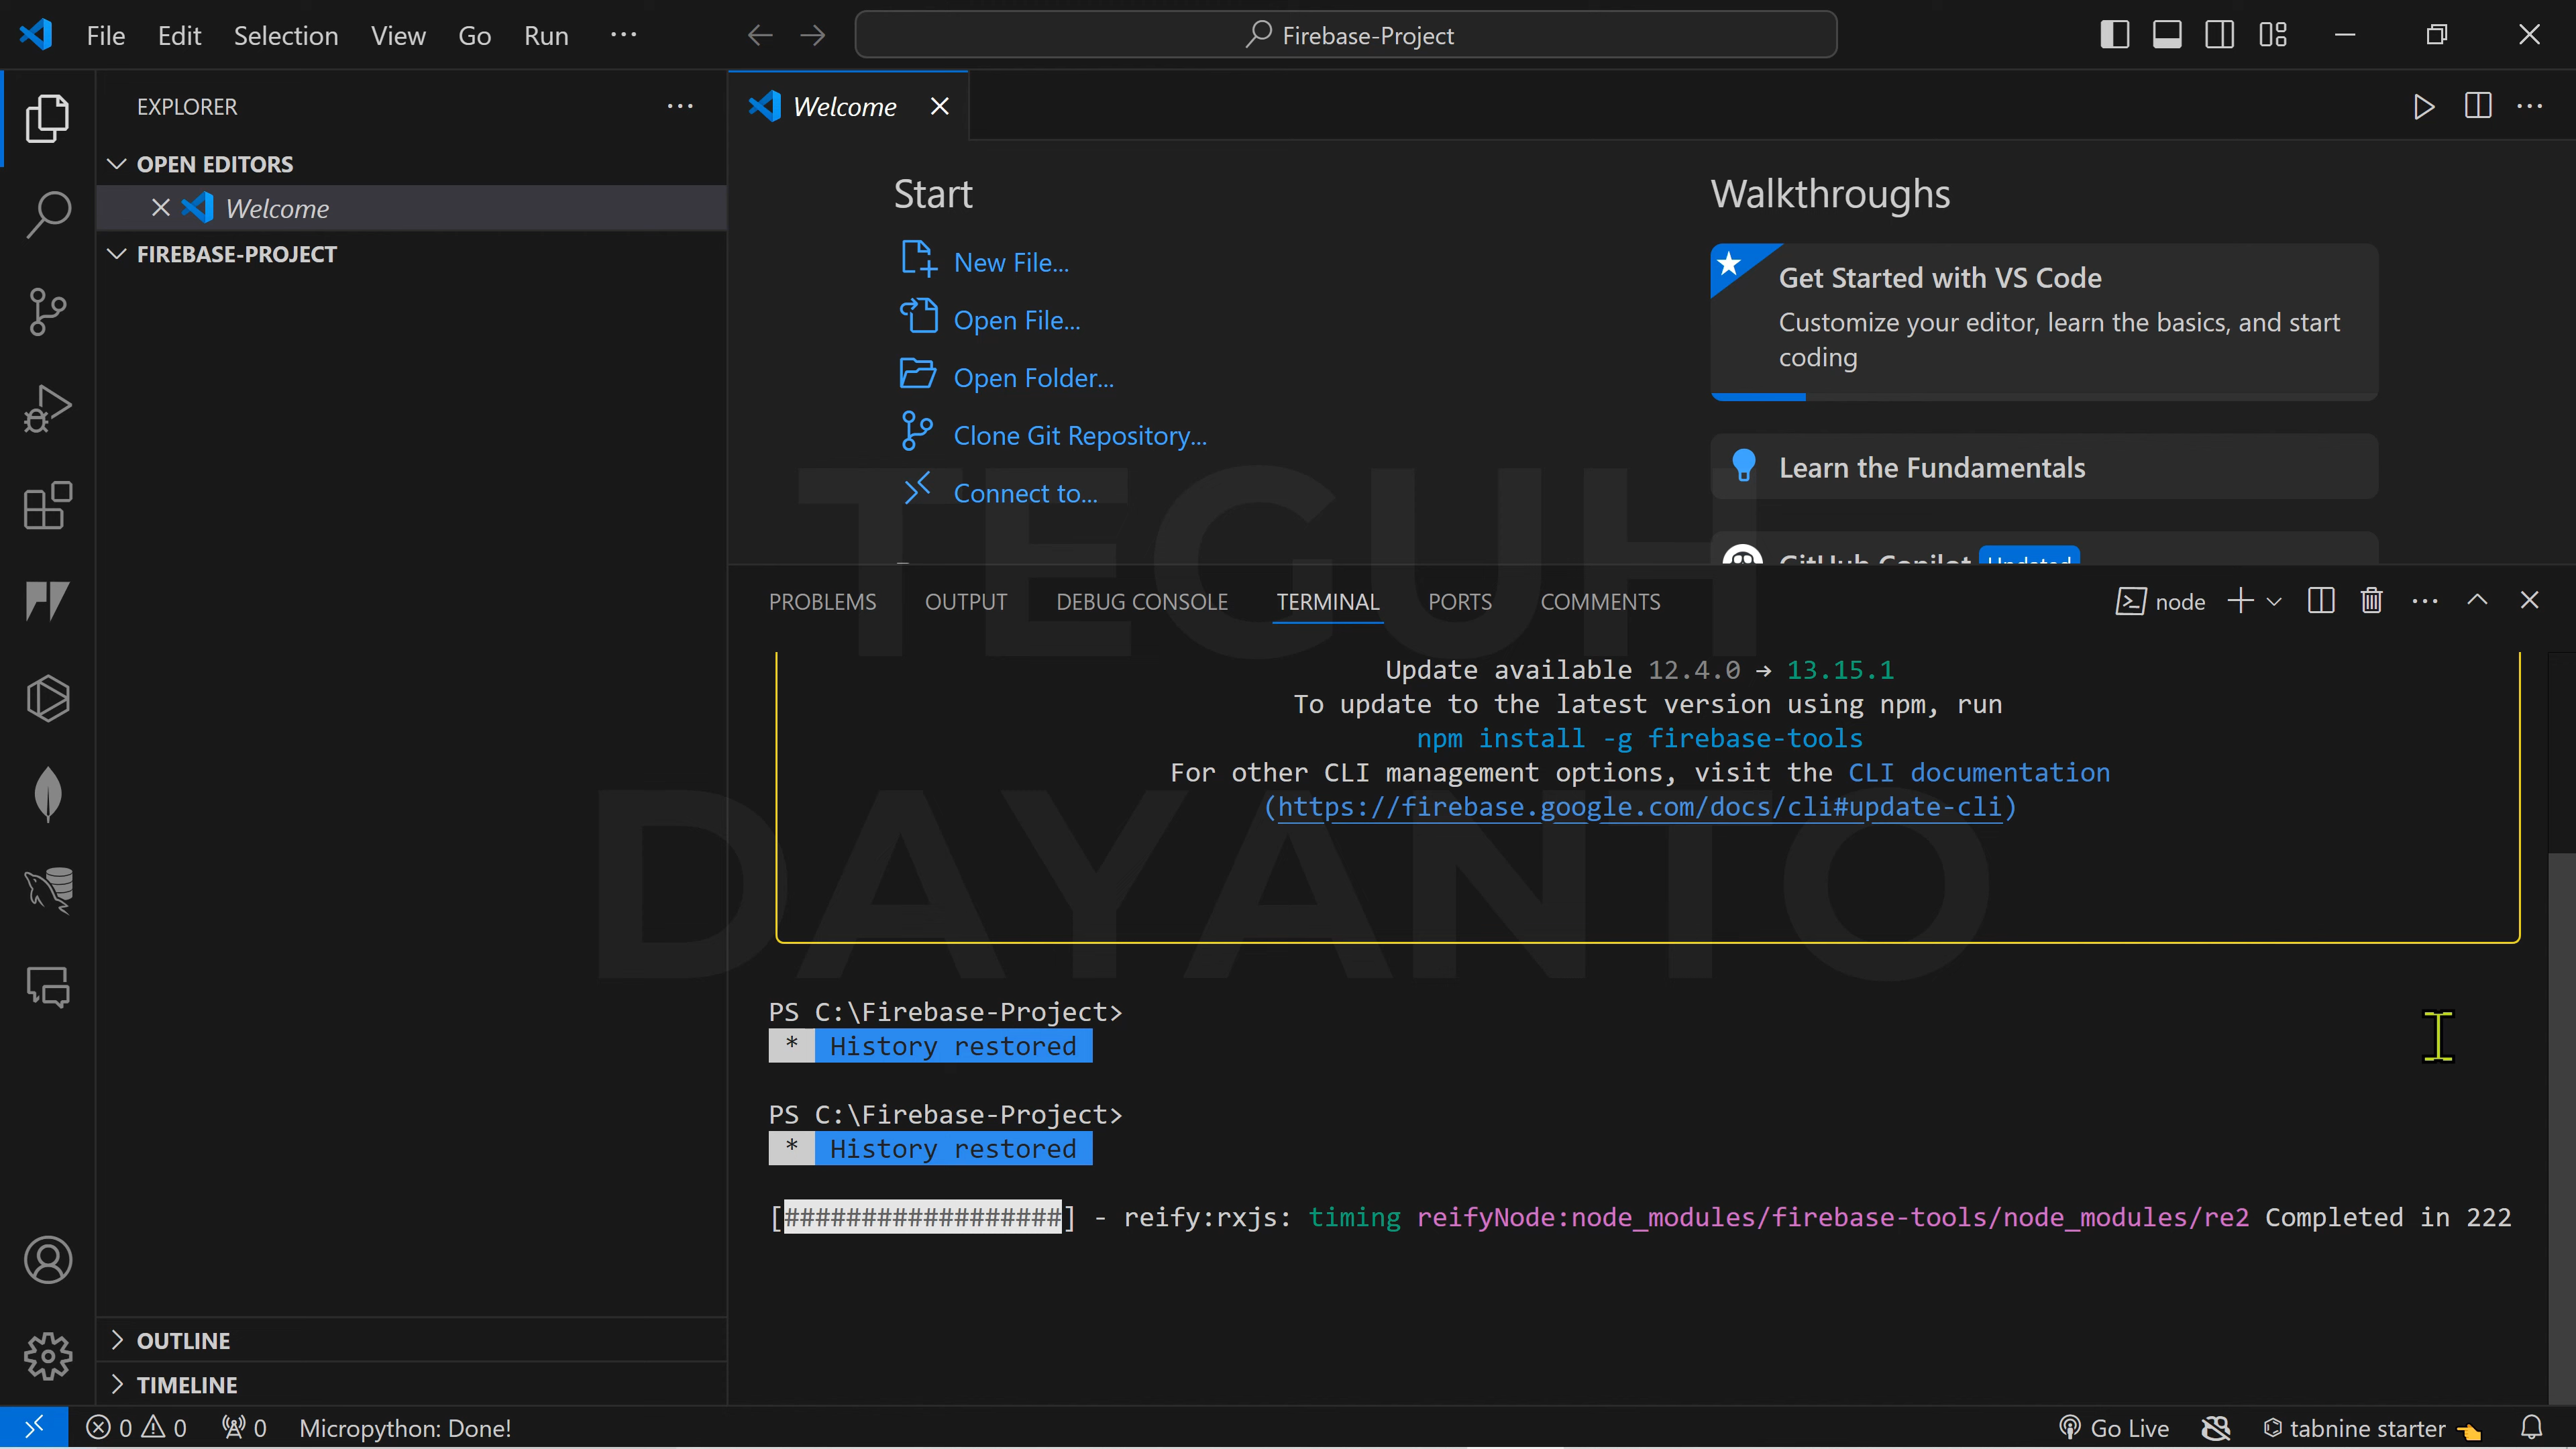 File Edit Selection View Go Run ...
Firebase-Project
EXPLORER
OPEN EDITORS
Welcome
FIREBASE-PROJECT
OUTLINE
TIMELINE
Welcome
Start
New File...
Open File...
Open Folder...
Clone Git Repository...
Connect to...
Walkthroughs
Get Started with VS Code
Customize your editor, learn the basics, and start
coding
Learn the Fundamentals
GitHub Copilot Updated
TEGUH
DAYANTO
PROBLEMS OUTPUT DEBUG CONSOLE TERMINAL PORTS COMMENTS
node
Update available 12.4.0 → 13.15.1
To update to the latest version using npm, run
npm install -g firebase-tools
For other CLI management options, visit the CLI documentation
(https://firebase.google.com/docs/cli#update-cli)
PS C:\Firebase-Project>
* History restored
PS C:\Firebase-Project>
* History restored
[##################] - reify:rxjs: timing reifyNode:node_modules/firebase-tools/node_modules/re2 Completed in 222
0 0 0 Micropython: Done!
Go Live tabnine starter